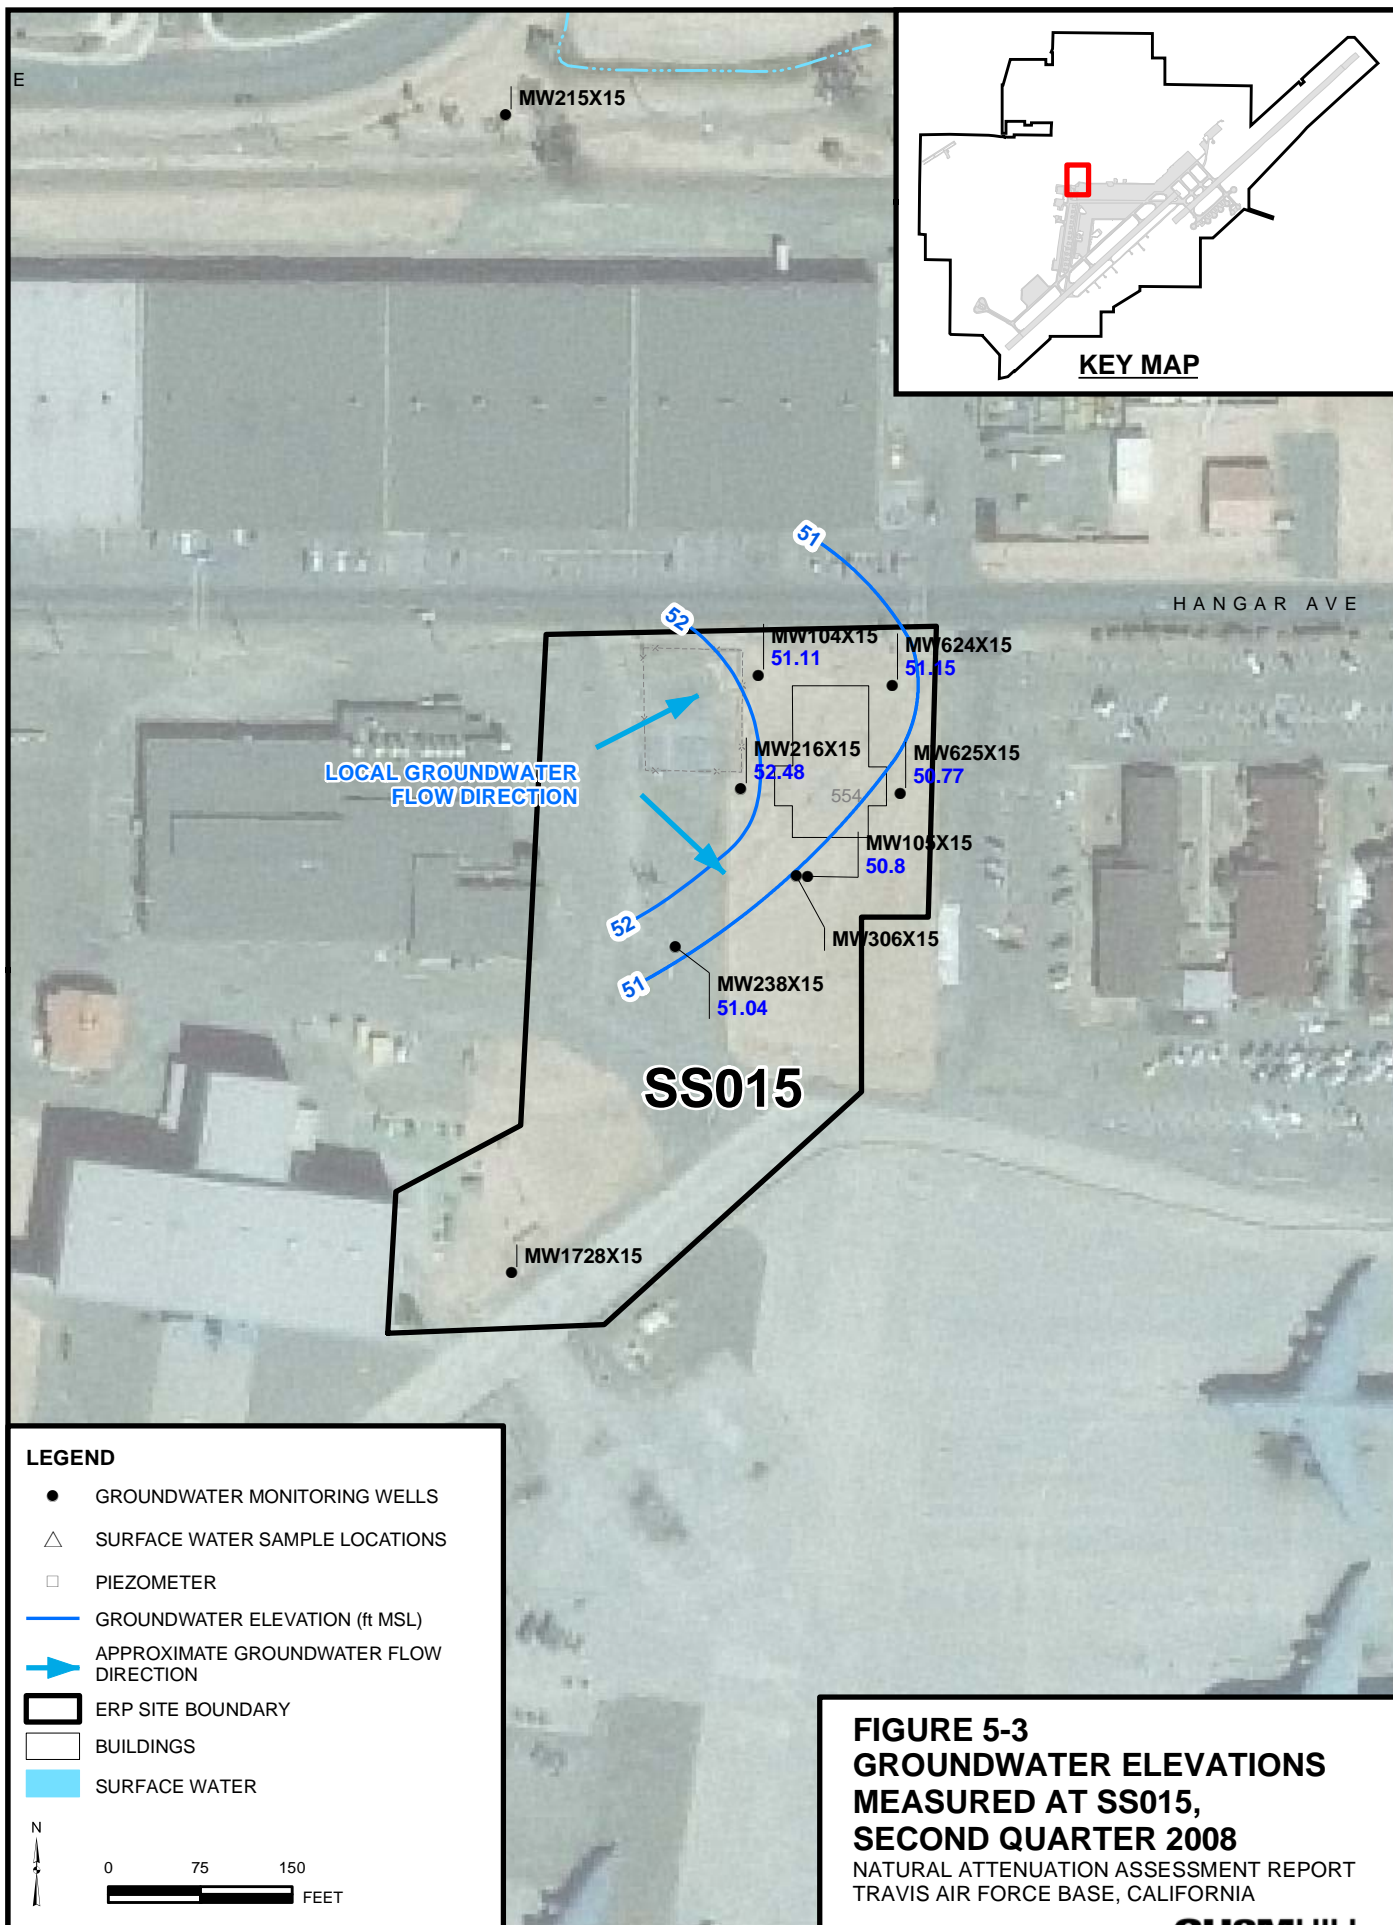 E
MW215X15
KEY MAP
51
HANGAR AVE
52
MW104X15
51.11
MW624X15
51.15
MW216X15
52.48
MW625X15
50.77
LOCAL GROUNDWATER
FLOW DIRECTION
554
MW105X15
50.8
52
MW306X15
51
MW238X15
51.04
SS015
MW1728X15
LEGEND
GROUNDWATER MONITORING WELLS
SURFACE WATER SAMPLE LOCATIONS
PIEZOMETER
GROUNDWATER ELEVATION (ft MSL)
APPROXIMATE GROUNDWATER FLOW
DIRECTION
ERP SITE BOUNDARY
BUILDINGS
SURFACE WATER
N
0 75 150
FEET
FIGURE 5-3
GROUNDWATER ELEVATIONS
MEASURED AT SS015,
SECOND QUARTER 2008
NATURAL ATTENUATION ASSESSMENT REPORT
TRAVIS AIR FORCE BASE, CALIFORNIA